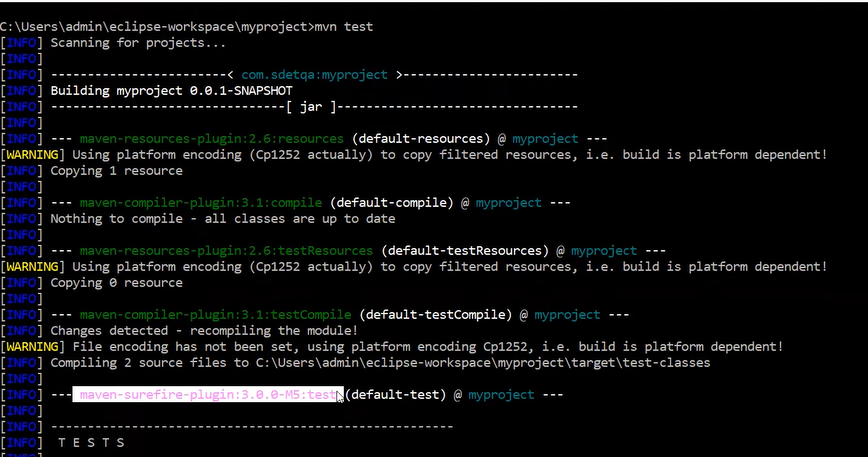 C:\Users\admin\eclipse-workspace\myproject>mvn test
[INFO] Scanning for projects...
[INFO]
[INFO] -----------------------< com.sdetqa:myproject >-----------------------
[INFO] Building myproject 0.0.1-SNAPSHOT
[INFO] --------------------------------[ jar ]---------------------------------
[INFO]
[INFO] --- maven-resources-plugin:2.6:resources (default-resources) @ myproject ---
[WARNING] Using platform encoding (Cp1252 actually) to copy filtered resources, i.e. build is platform dependent!
[INFO] Copying 1 resource
[INFO]
[INFO] --- maven-compiler-plugin:3.1:compile (default-compile) @ myproject ---
[INFO] Nothing to compile - all classes are up to date
[INFO]
[INFO] --- maven-resources-plugin:2.6:testResources (default-testResources) @ myproject ---
[WARNING] Using platform encoding (Cp1252 actually) to copy filtered resources, i.e. build is platform dependent!
[INFO] Copying 0 resource
[INFO]
[INFO] --- maven-compiler-plugin:3.1:testCompile (default-testCompile) @ myproject ---
[INFO] Changes detected - recompiling the module!
[WARNING] File encoding has not been set, using platform encoding Cp1252, i.e. build is platform dependent!
[INFO] Compiling 2 source files to C:\Users\admin\eclipse-workspace\myproject\target\test-classes
[INFO]
[INFO] --- maven-surefire-plugin:3.0.0-M5:test (default-test) @ myproject ---
[INFO]
[INFO] -------------------------------------------------------
[INFO]  T E S T S